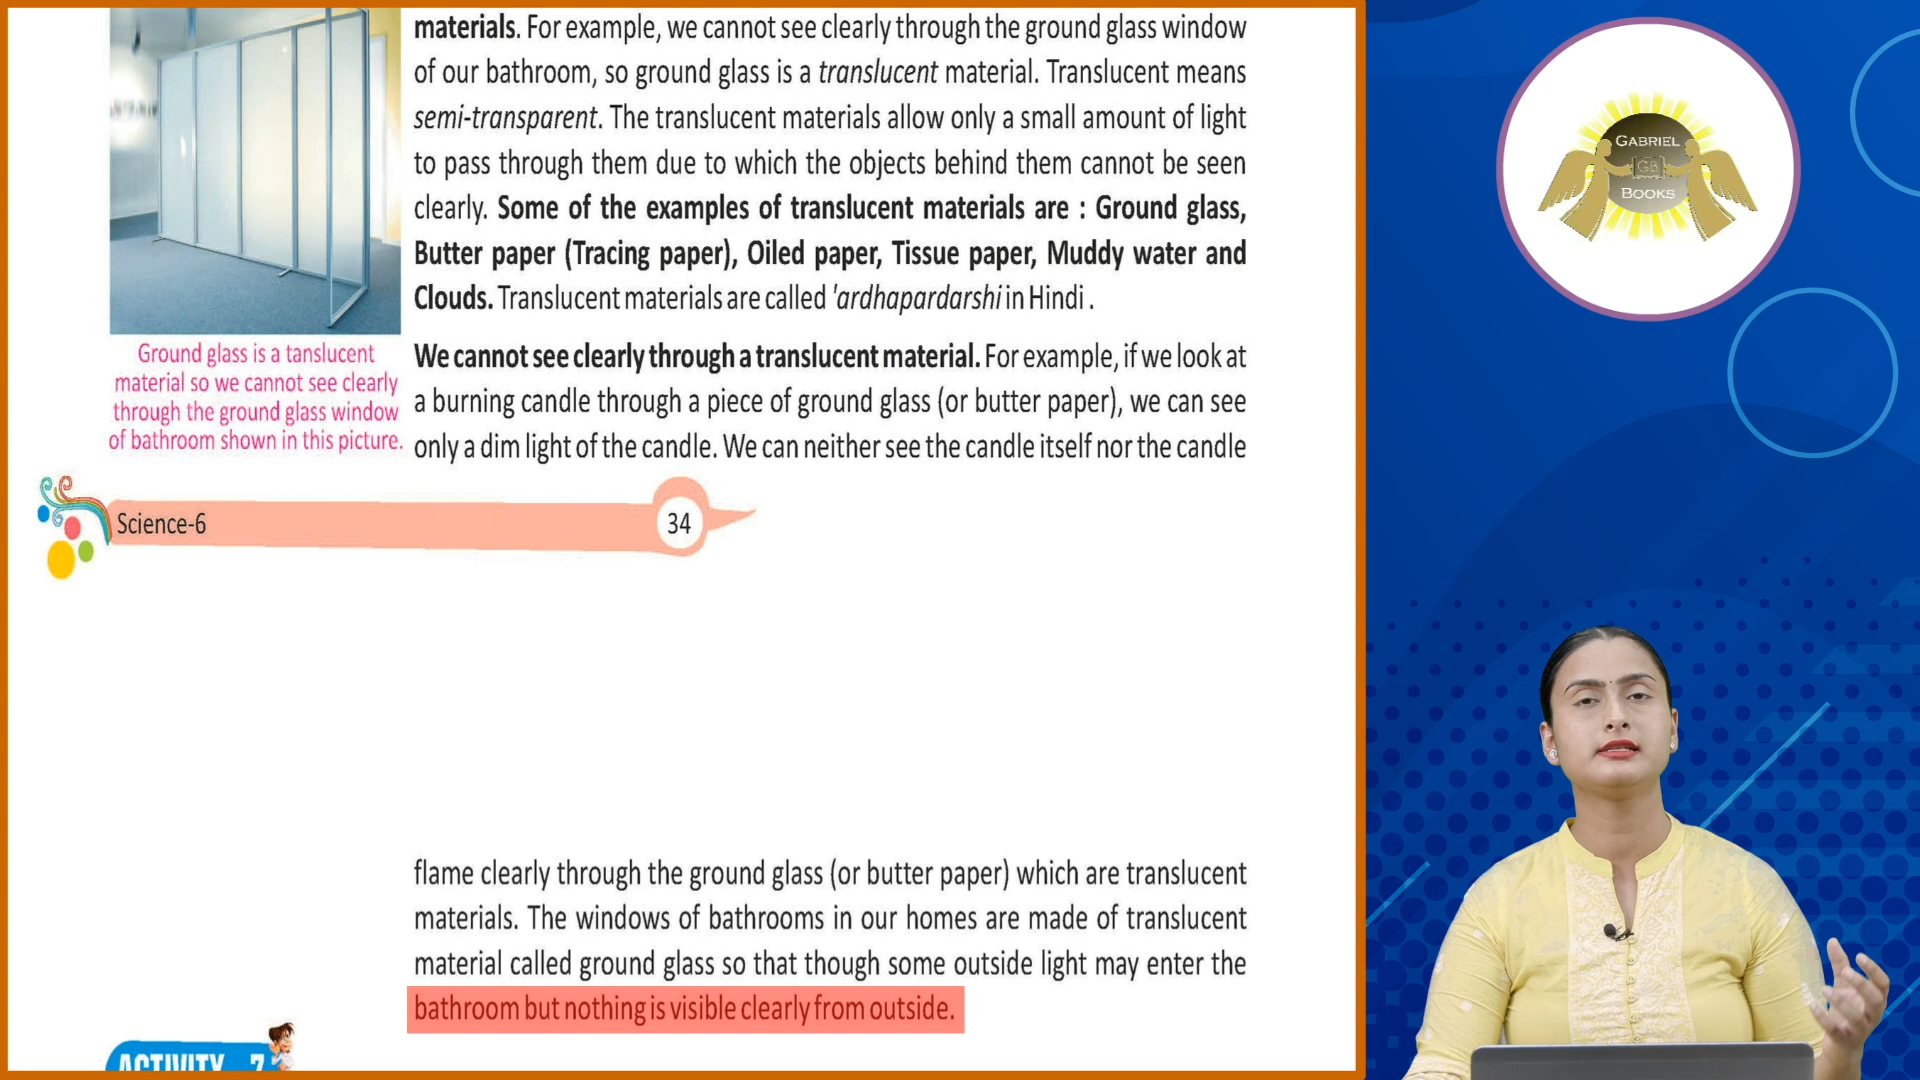 materials. For example, we cannot see clearly through the ground glass window
of our bathroom, so ground glass is a translucent material. Translucent means
semi-transparent. The translucent materials allow only a small amount of light
to pass through them due to which the objects behind them cannot be seen
clearly. Some of the examples of translucent materials are : Ground glass,
Butter paper (Tracing paper), Oiled paper, Tissue paper, Muddy water and
Clouds. Translucent materials are called 'ardhapardarshi in Hindi .
Ground glass is a tanslucent
material so we cannot see clearly
through the ground glass window
of bathroom shown in this picture.
We cannot see clearly through a translucent material. For example, if we look at
a burning candle through a piece of ground glass (or butter paper), we can see
only a dim light of the candle. We can neither see the candle itself nor the candle
Science-6
34
flame clearly through the ground glass (or butter paper) which are translucent
materials. The windows of bathrooms in our homes are made of translucent
material called ground glass so that though some outside light may enter the
bathroom but nothing is visible clearly from outside.
ACTIVITY 7
GABRIEL
GB
BOOKS